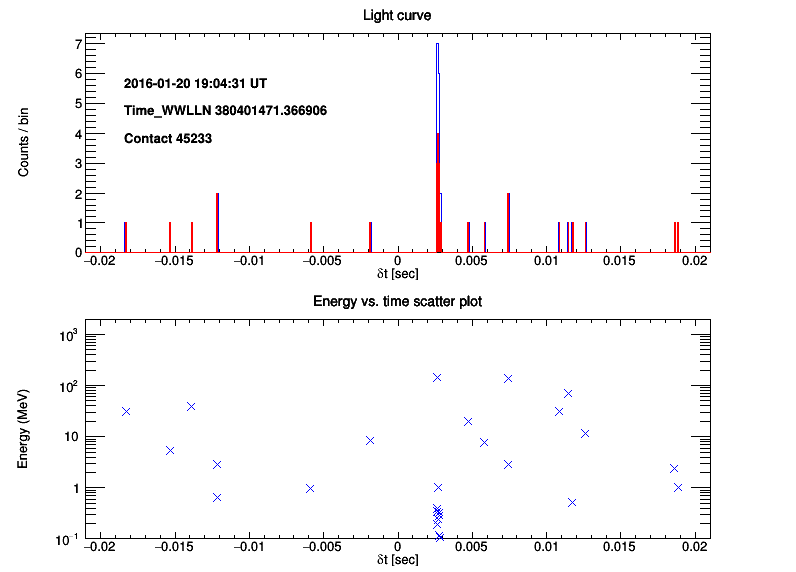 Light curve
7
6
5
4
3
2
1
0
Counts / bin
2016-01-20 19:04:31 UT
Time_WWLLN 380401471.366906
Contact 45233
−0.02 −0.015 −0.01 −0.005 0 0.005 0.01 0.015 0.02
δt [sec]
Energy vs. time scatter plot
10³
10²
10
1
10⁻¹
Energy (MeV)
−0.02 −0.015 −0.01 −0.005 0 0.005 0.01 0.015 0.02
δt [sec]